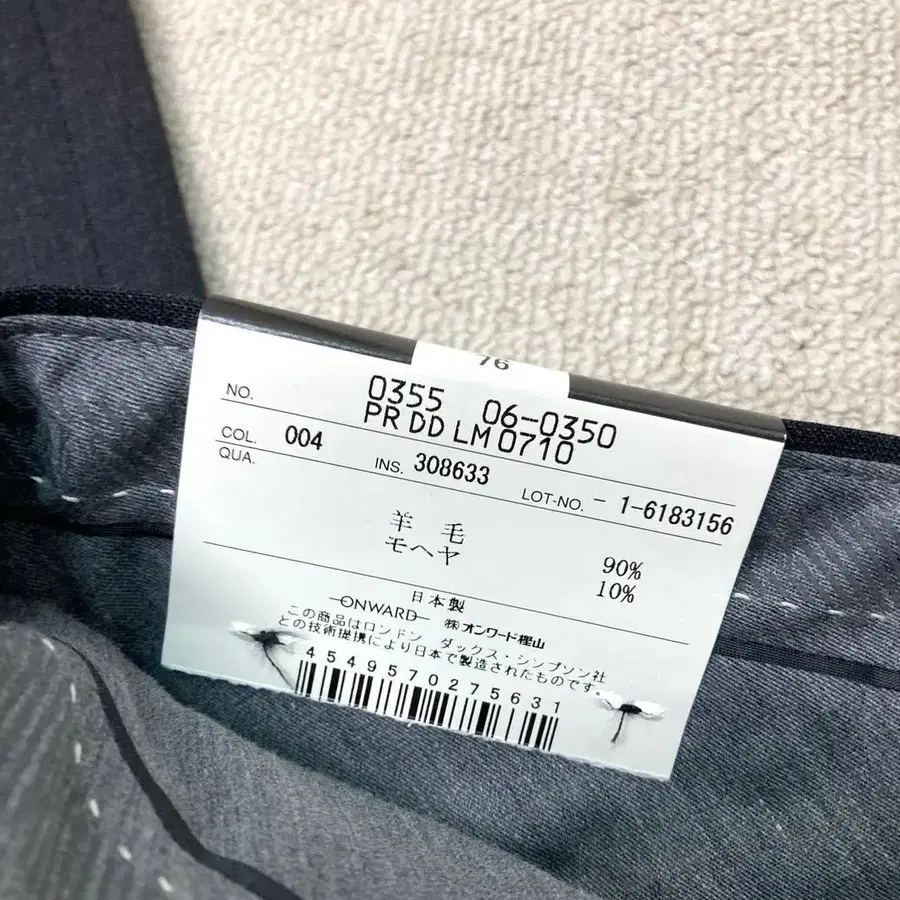 76
NO. 0355 06-0350
PR DD LM 0710
COL. 004
QUA. INS. 308633 LOT-NO. - 1-6183156
羊毛 90%
モヘヤ 10%
日本製
ONWARD ㈱オンワード樫山
この商品はロンドン ダックス・シンプソン社
との技術提携により日本で製造されたものです。
4549570275631